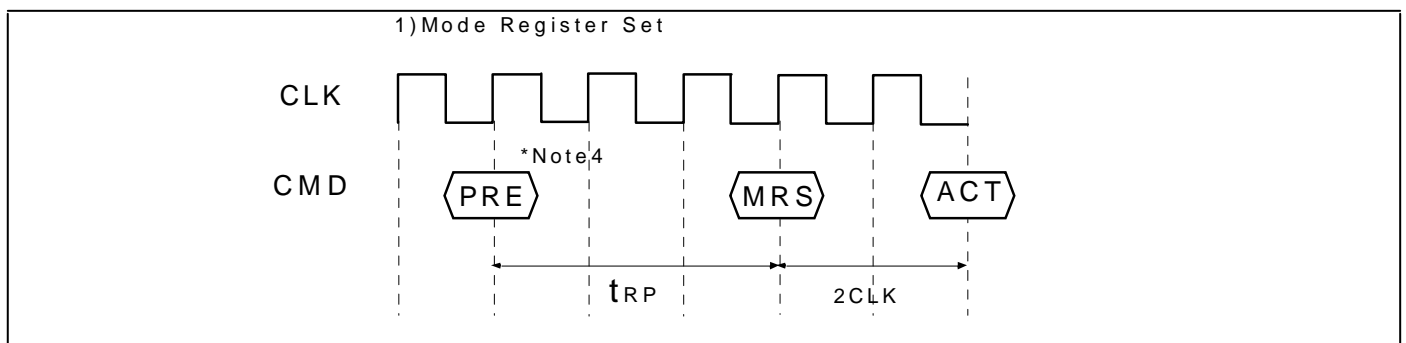 1)Mode Register Set
CLK
*Note4
CMD
PRE
MRS
ACT
tRP
2CLK